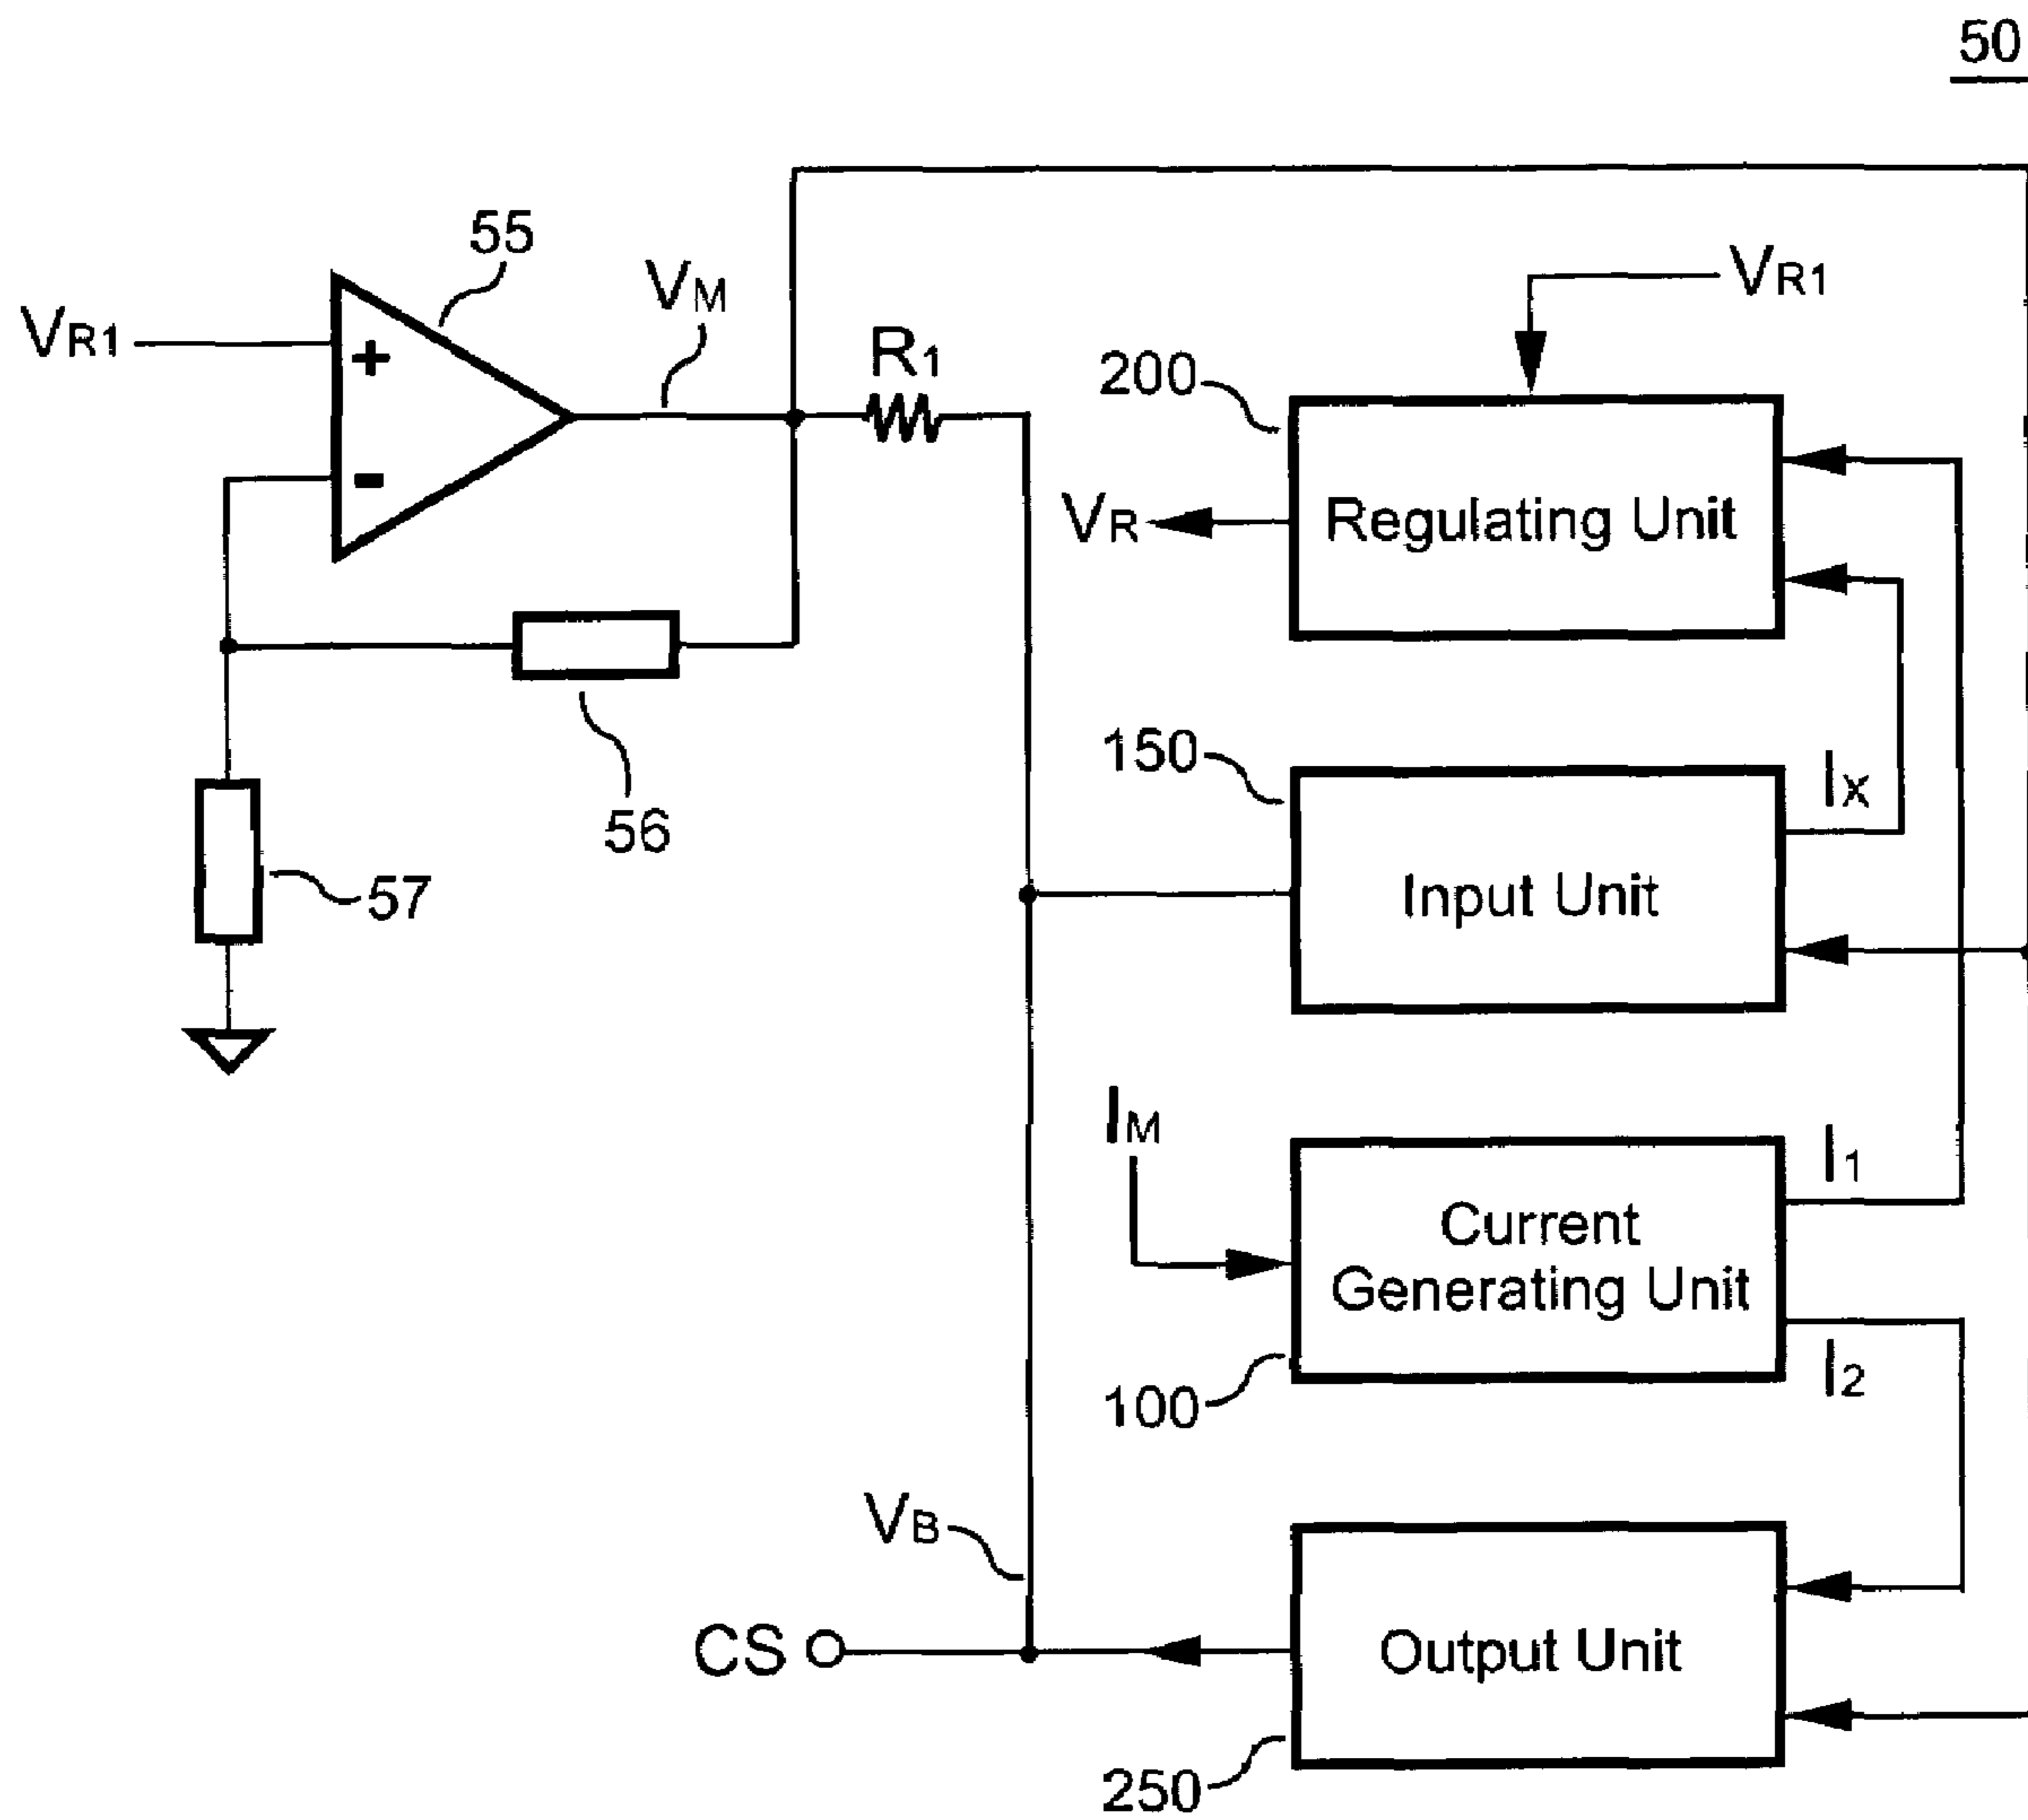 50
55
VM
VR1
R1
VR1
200
VR
Regulating Unit
150
IX
56
57
Input Unit
IM
I1
Current
Generating Unit
I2
100
VB
CS
Output Unit
250
+
-